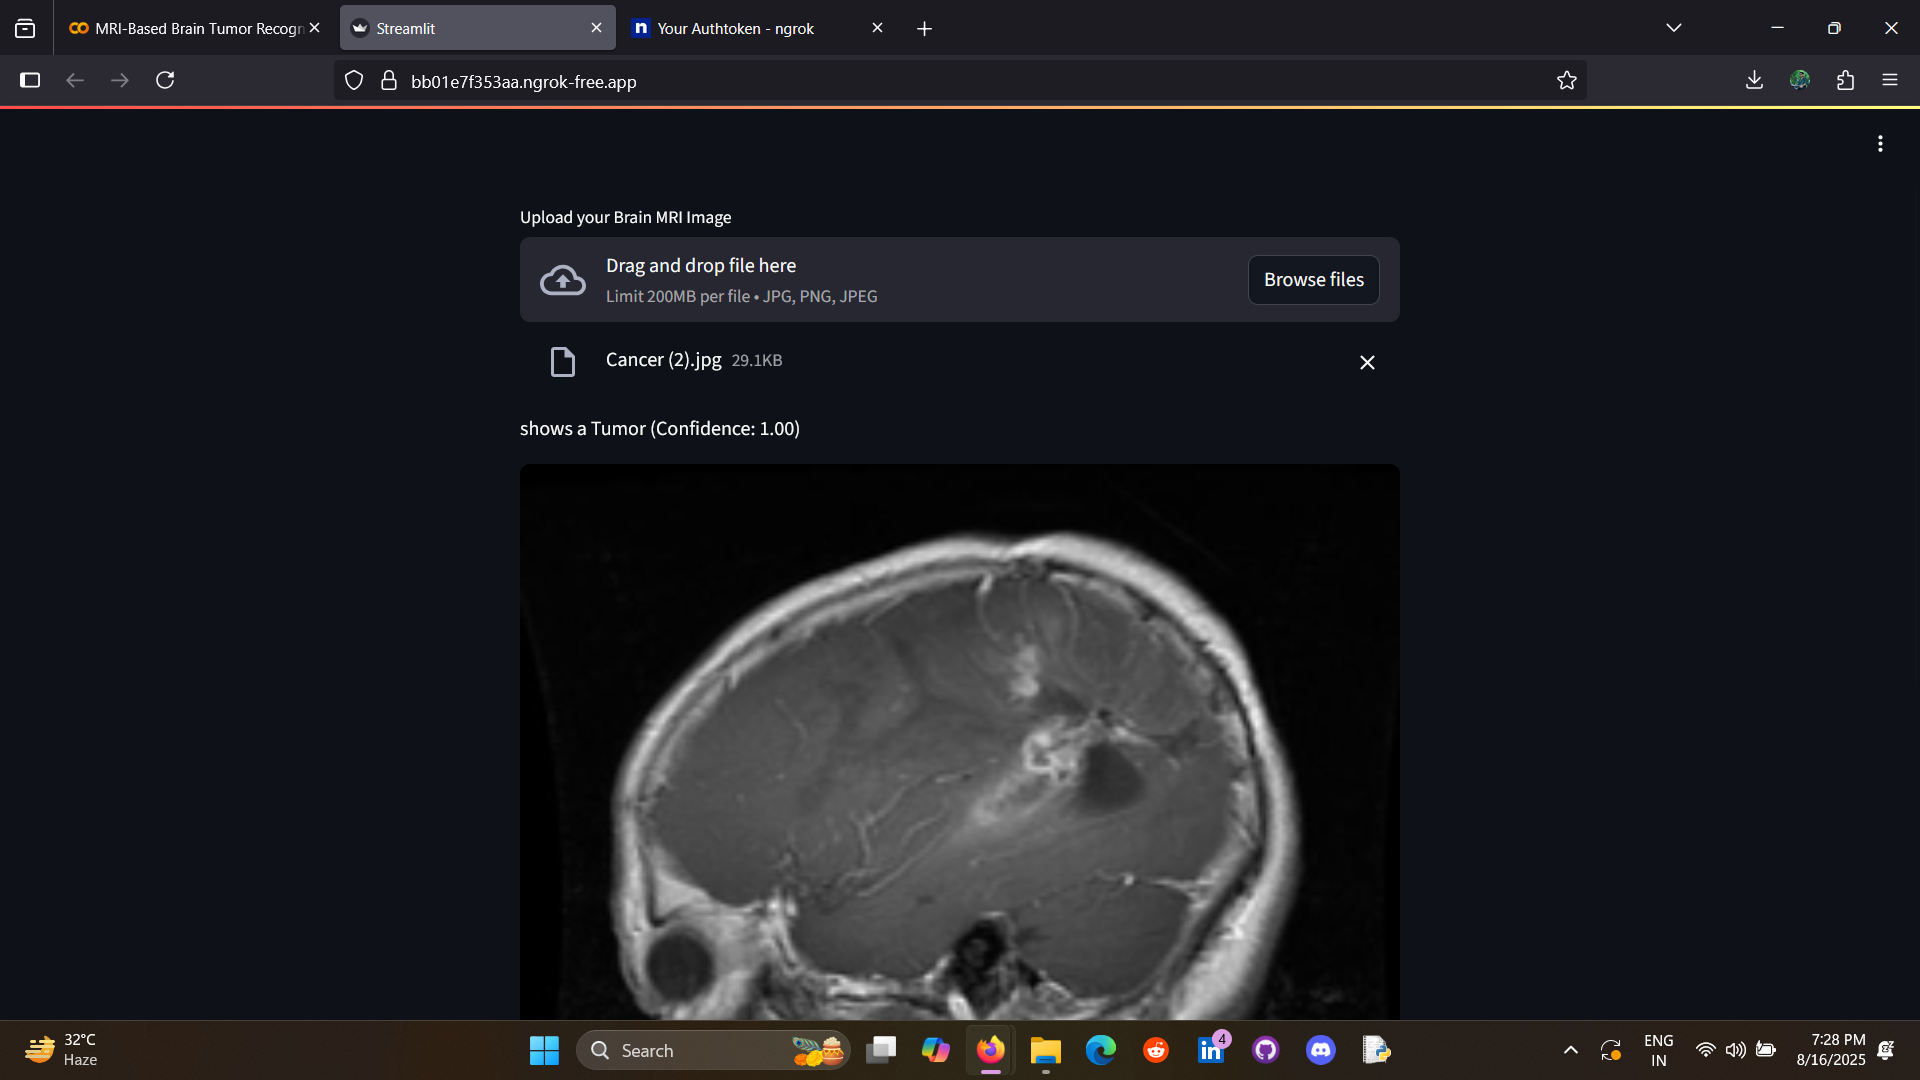 MRI-Based Brain Tumor Recogn
Streamlit
n Your Authtoken - ngrok
bb01e7f353aa.ngrok-free.app
Upload your Brain MRI Image
Drag and drop file here
Limit 200MB per file • JPG, PNG, JPEG
Browse files
Cancer (2).jpg 29.1KB
shows a Tumor (Confidence: 1.00)
32°C
Haze
Search
in
4
ENG
IN
7:28 PM
8/16/2025